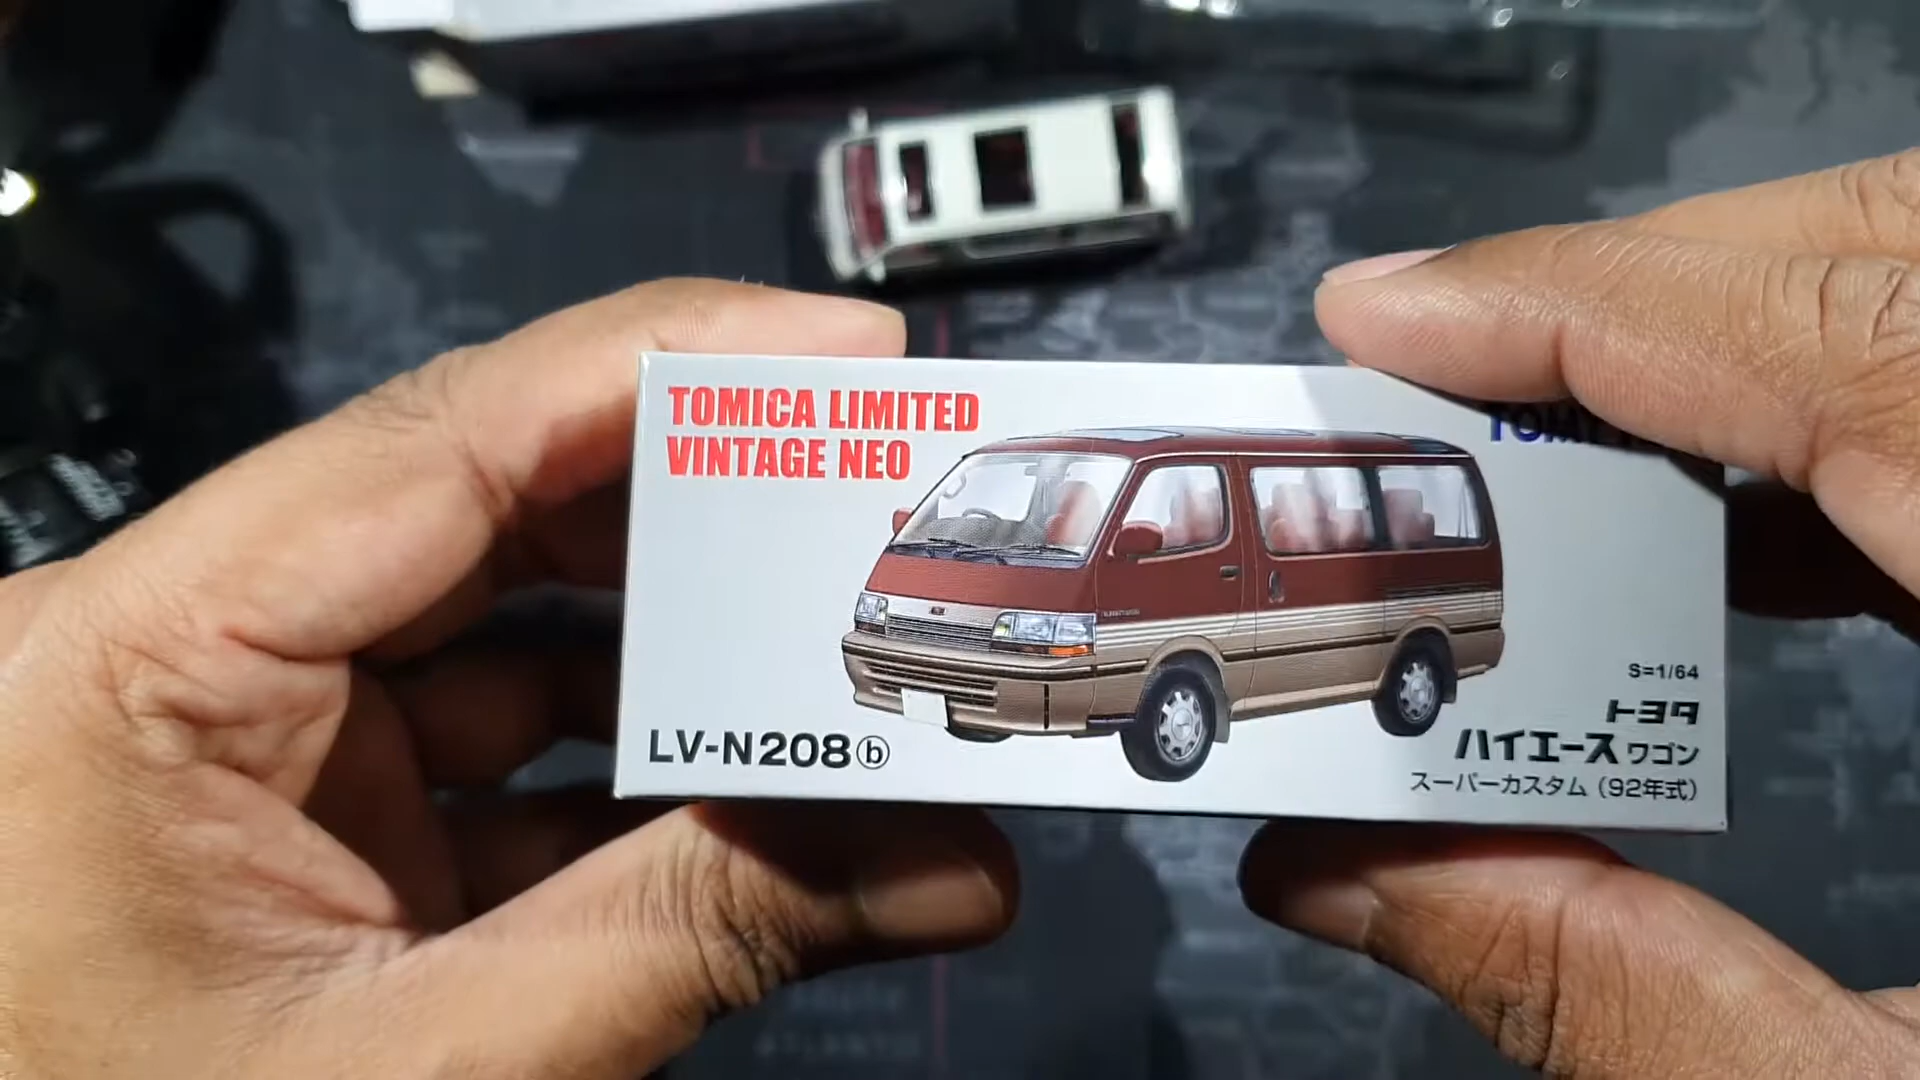 TOMICA LIMITED
VINTAGE NEO
S=1/64
トヨタ
ハイエース ワゴン
スーパーカスタム (92年式)
LV-N208ⓑ